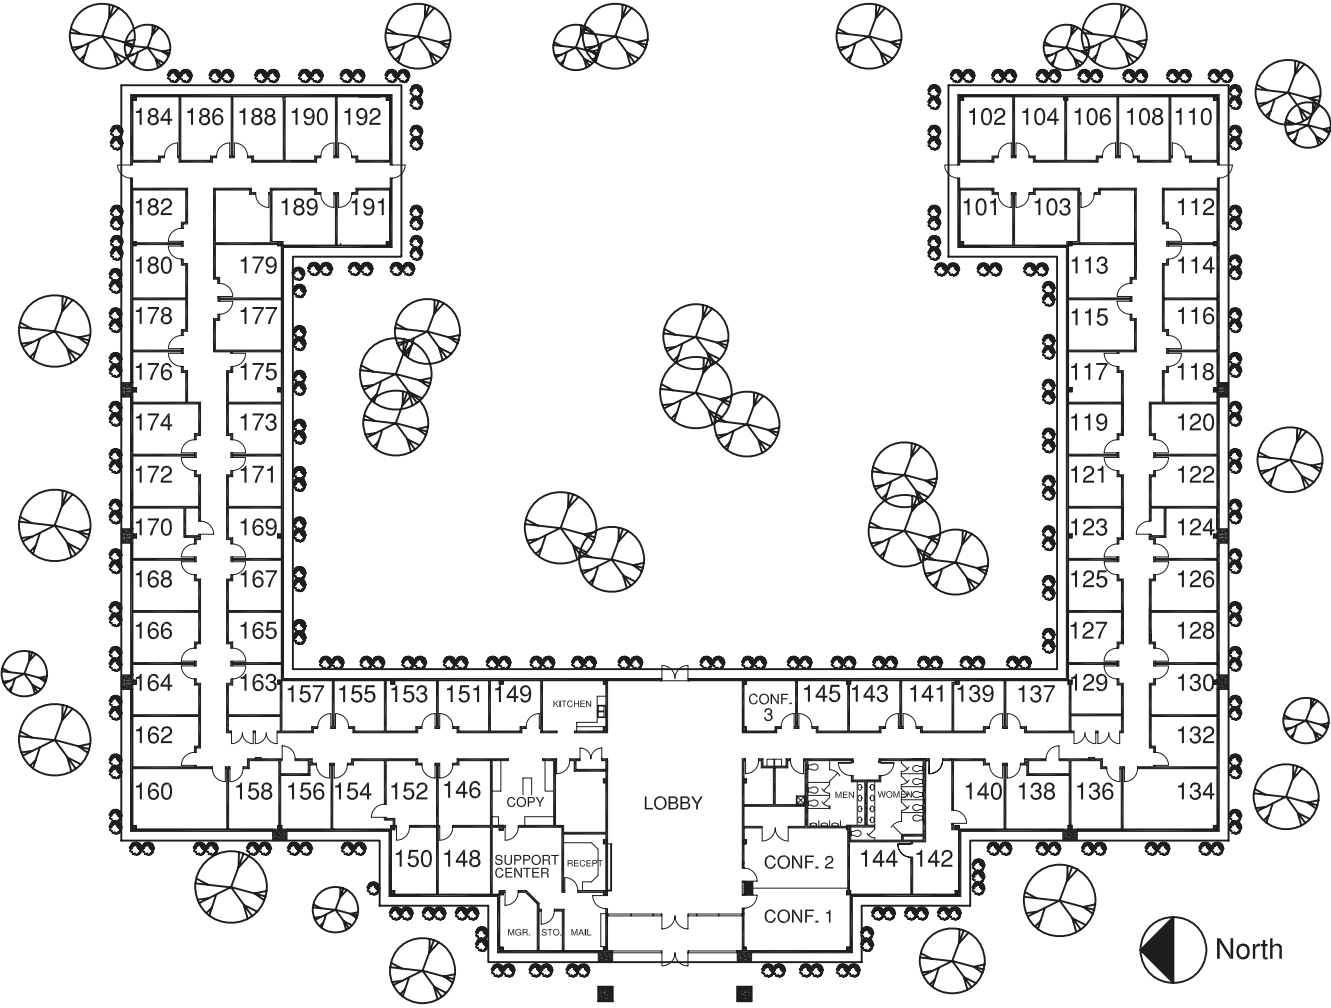 184 186 188 190 192
102 104 106 108 110
182 189 191
101 103 112
180 179
113 114
178 177
115 116
176 175
117 118
174 173
119 120
172 171
121 122
170 169
123 124
168 167
125 126
166 165
127 128
164 163
129 130
157 155 153 151 149 KITCHEN
CONF.
3
145 143 141 139 137
162
132
160 158 156 154 152 146
COPY
LOBBY
MEN
WOMEN
140 138 136 134
150 148
SUPPORT
CENTER
RECEPT
CONF. 2
144 142
CONF. 1
MGR.
STO.
MAIL
North